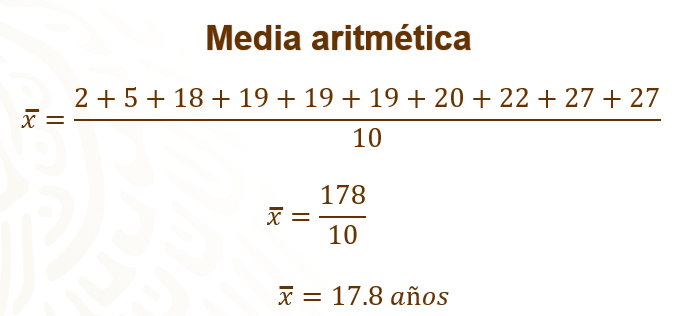 Media aritmética
x̅ = 2 + 5 + 18 + 19 + 19 + 19 + 20 + 22 + 27 + 27 / 10
x̅ = 178 / 10
x̅ = 17.8 años